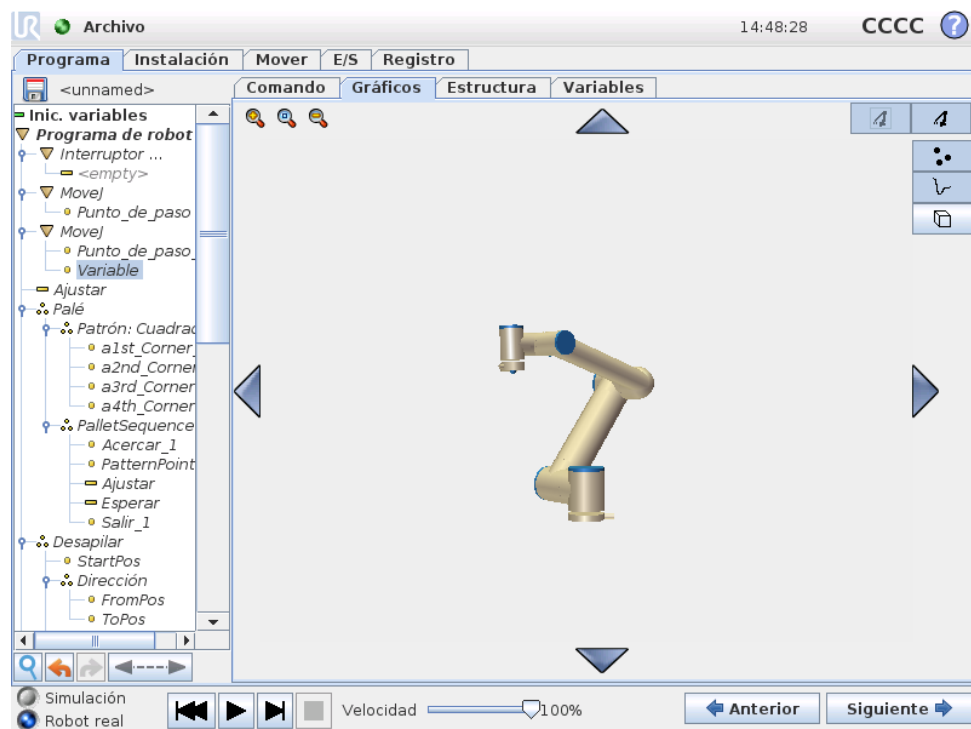 UR Archivo 14:48:28 CCCC ?
Programa Instalación Mover E/S Registro
<unnamed>
Comando Gráficos Estructura Variables
Inic. variables
Programa de robot
Interruptor ...
<empty>
MoveJ
Punto_de_paso
MoveJ
Punto_de_paso_
Variable
Ajustar
Palé
Patrón: Cuadrad
a1st_Corner_
a2nd_Corner
a3rd_Corner
a4th_Corner
PalletSequence
Acercar_1
PatternPoint
Ajustar
Esperar
Salir_1
Desapilar
StartPos
Dirección
FromPos
ToPos
Simulación
Robot real
Velocidad 100%
Anterior Siguiente